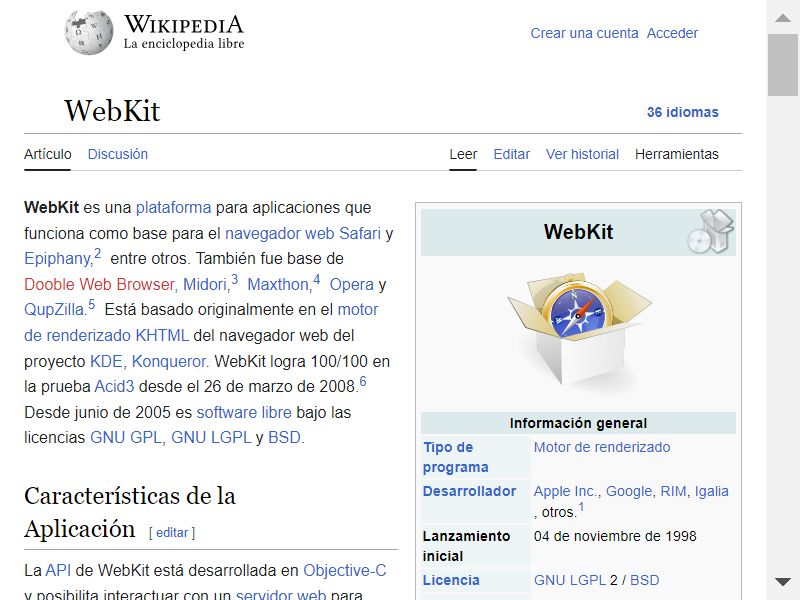 WIKIPEDIA
La enciclopedia libre
Crear una cuenta Acceder
WebKit
36 idiomas
Artículo Discusión
Leer Editar Ver historial Herramientas
WebKit es una plataforma para aplicaciones que
funciona como base para el navegador web Safari y
Epiphany,2 entre otros. También fue base de
Dooble Web Browser, Midori,3 Maxthon,4 Opera y
QupZilla.5 Está basado originalmente en el motor
de renderizado KHTML del navegador web del
proyecto KDE, Konqueror. WebKit logra 100/100 en
la prueba Acid3 desde el 26 de marzo de 2008.6
Desde junio de 2005 es software libre bajo las
licencias GNU GPL, GNU LGPL y BSD.
Características de la
Aplicación [ editar ]
La API de WebKit está desarrollada en Objective-C
y posibilita interactuar con un servidor web para
WebKit
Información general
Tipo de
programa
Motor de renderizado
Desarrollador
Apple Inc., Google, RIM, Igalia
, otros.1
Lanzamiento
inicial
04 de noviembre de 1998
Licencia
GNU LGPL 2 / BSD